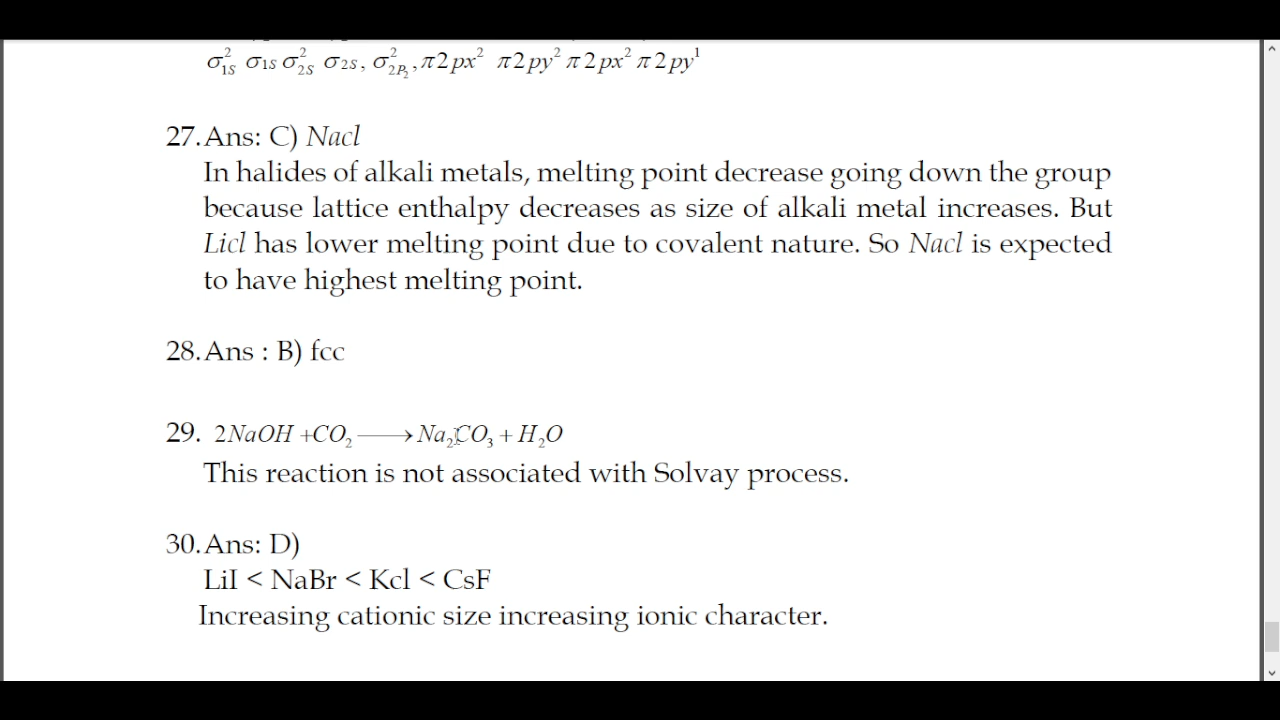 σ²1S σ1S σ²2S σ2S, σ²2P2, π2px² π2py² π2px² π2py¹
27. Ans: C) Nacl
In halides of alkali metals, melting point decrease going down the group
because lattice enthalpy decreases as size of alkali metal increases. But
Licl has lower melting point due to covalent nature. So Nacl is expected
to have highest melting point.
28. Ans : B) fcc
29. 2NaOH +CO₂ ⟶ Na₂CO₃ + H₂O
This reaction is not associated with Solvay process.
30. Ans: D)
LiI < NaBr < Kcl < CsF
Increasing cationic size increasing ionic character.